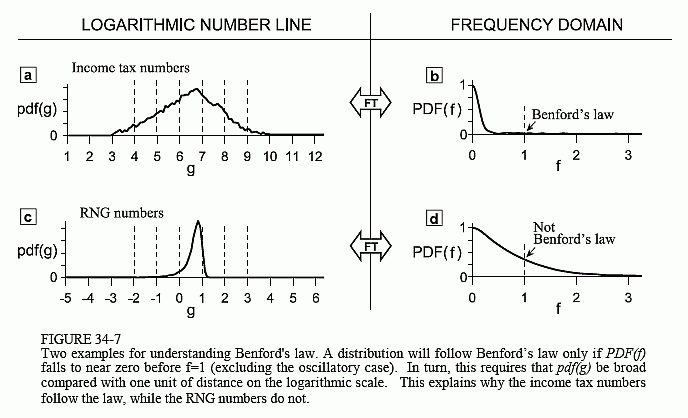 LOGARITHMIC NUMBER LINE
FREQUENCY DOMAIN
a
Income tax numbers
pdf(g)
0
1 2 3 4 5 6 7 8 9 10 11 12
g
FT
b
1
PDF(f)
0
Benford's law
0 1 2 3
f
c
RNG numbers
pdf(g)
0
-5 -4 -3 -2 -1 0 1 2 3 4 5 6
g
FT
d
1
PDF(f)
0
Not
Benford's law
0 1 2 3
f
FIGURE 34-7
Two examples for understanding Benford's law. A distribution will follow Benford's law only if PDF(f)
falls to near zero before f=1 (excluding the oscillatory case). In turn, this requires that pdf(g) be broad
compared with one unit of distance on the logarithmic scale. This explains why the income tax numbers
follow the law, while the RNG numbers do not.